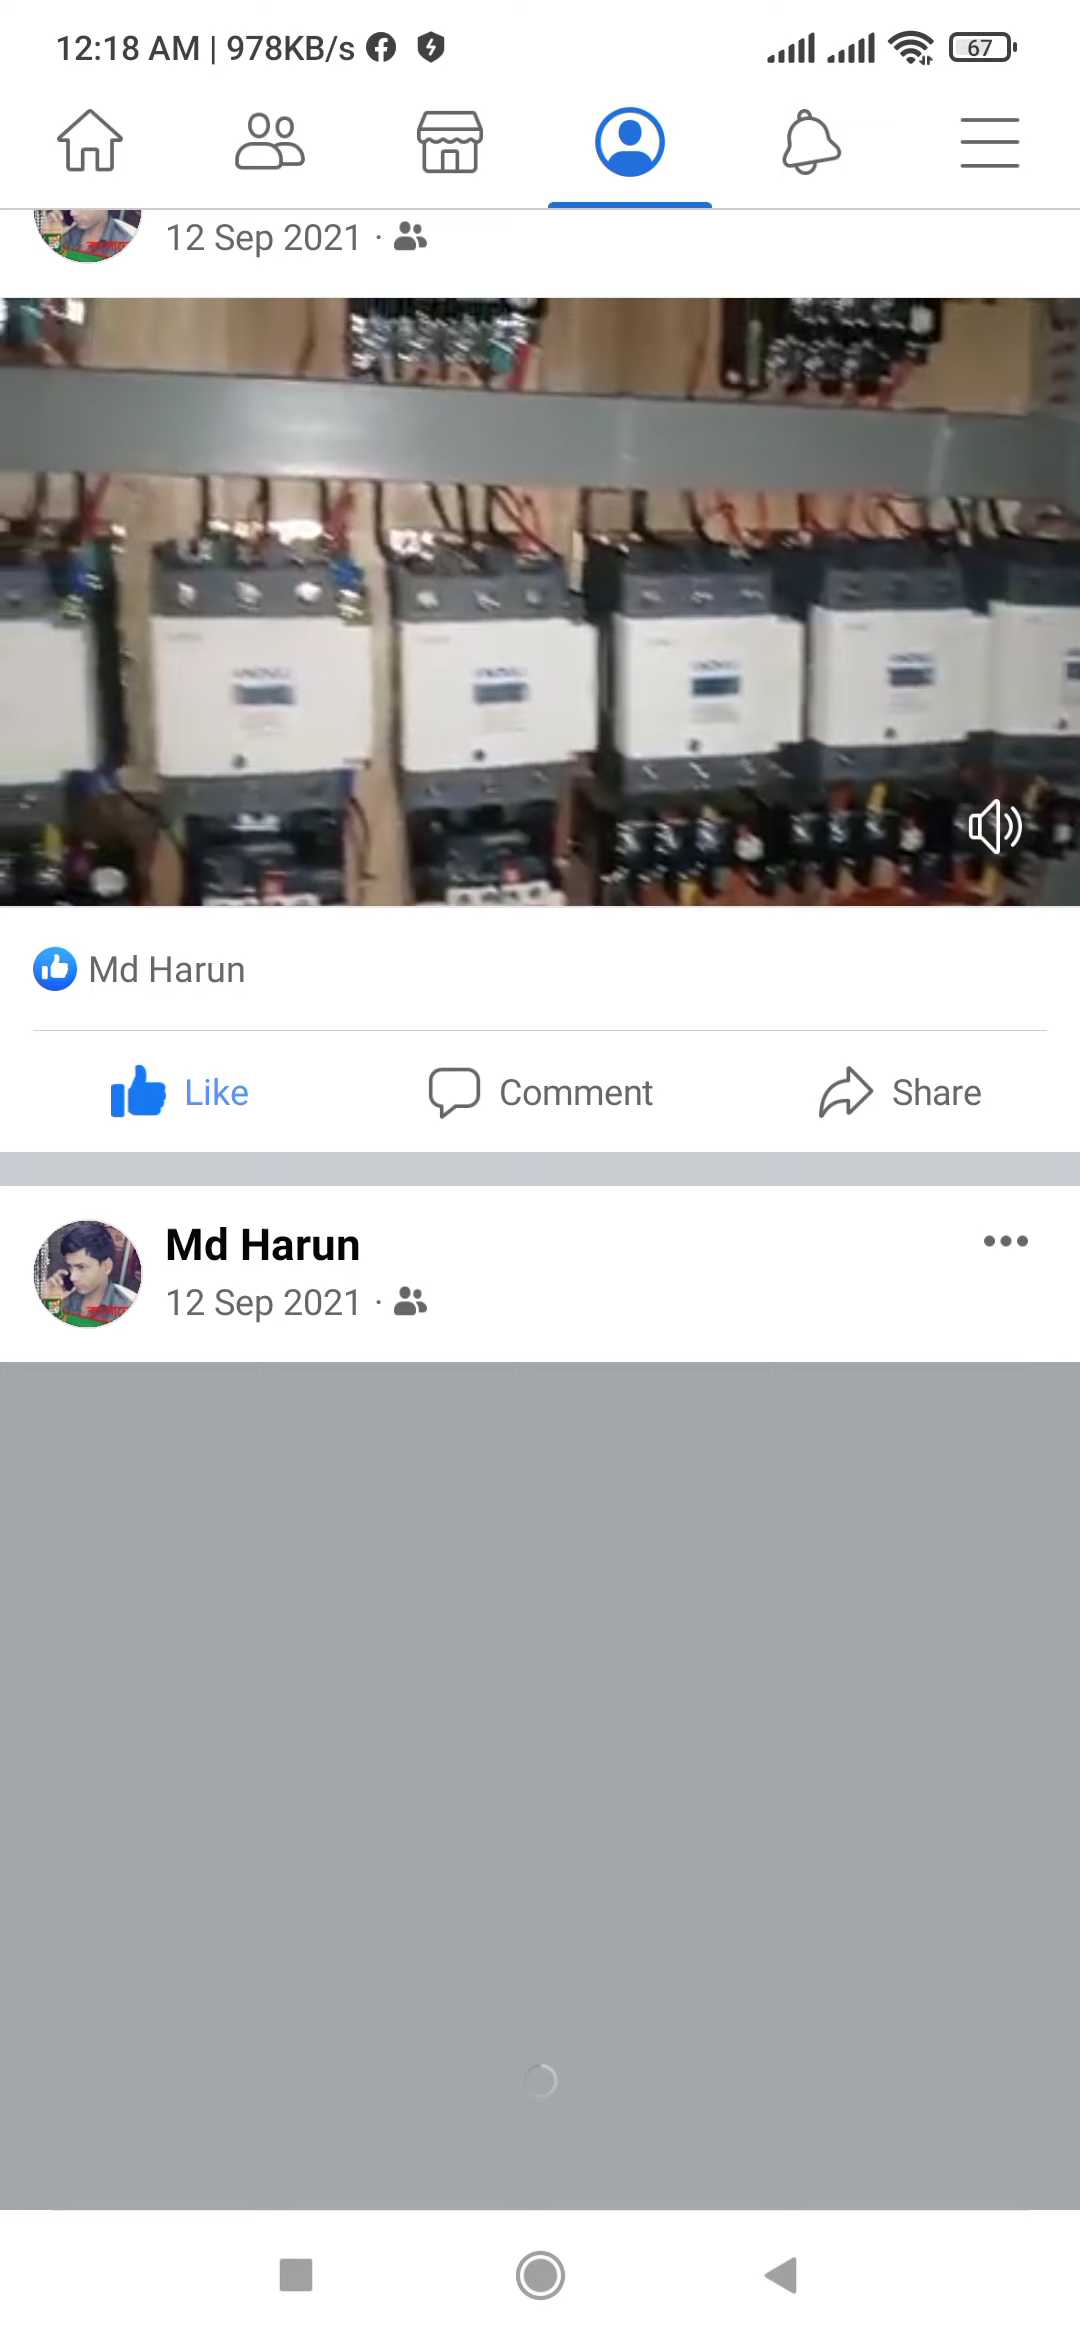 12:18 AM | 978KB/s
67
12 Sep 2021 ·
Md Harun
Like
Comment
Share
Md Harun
12 Sep 2021 ·